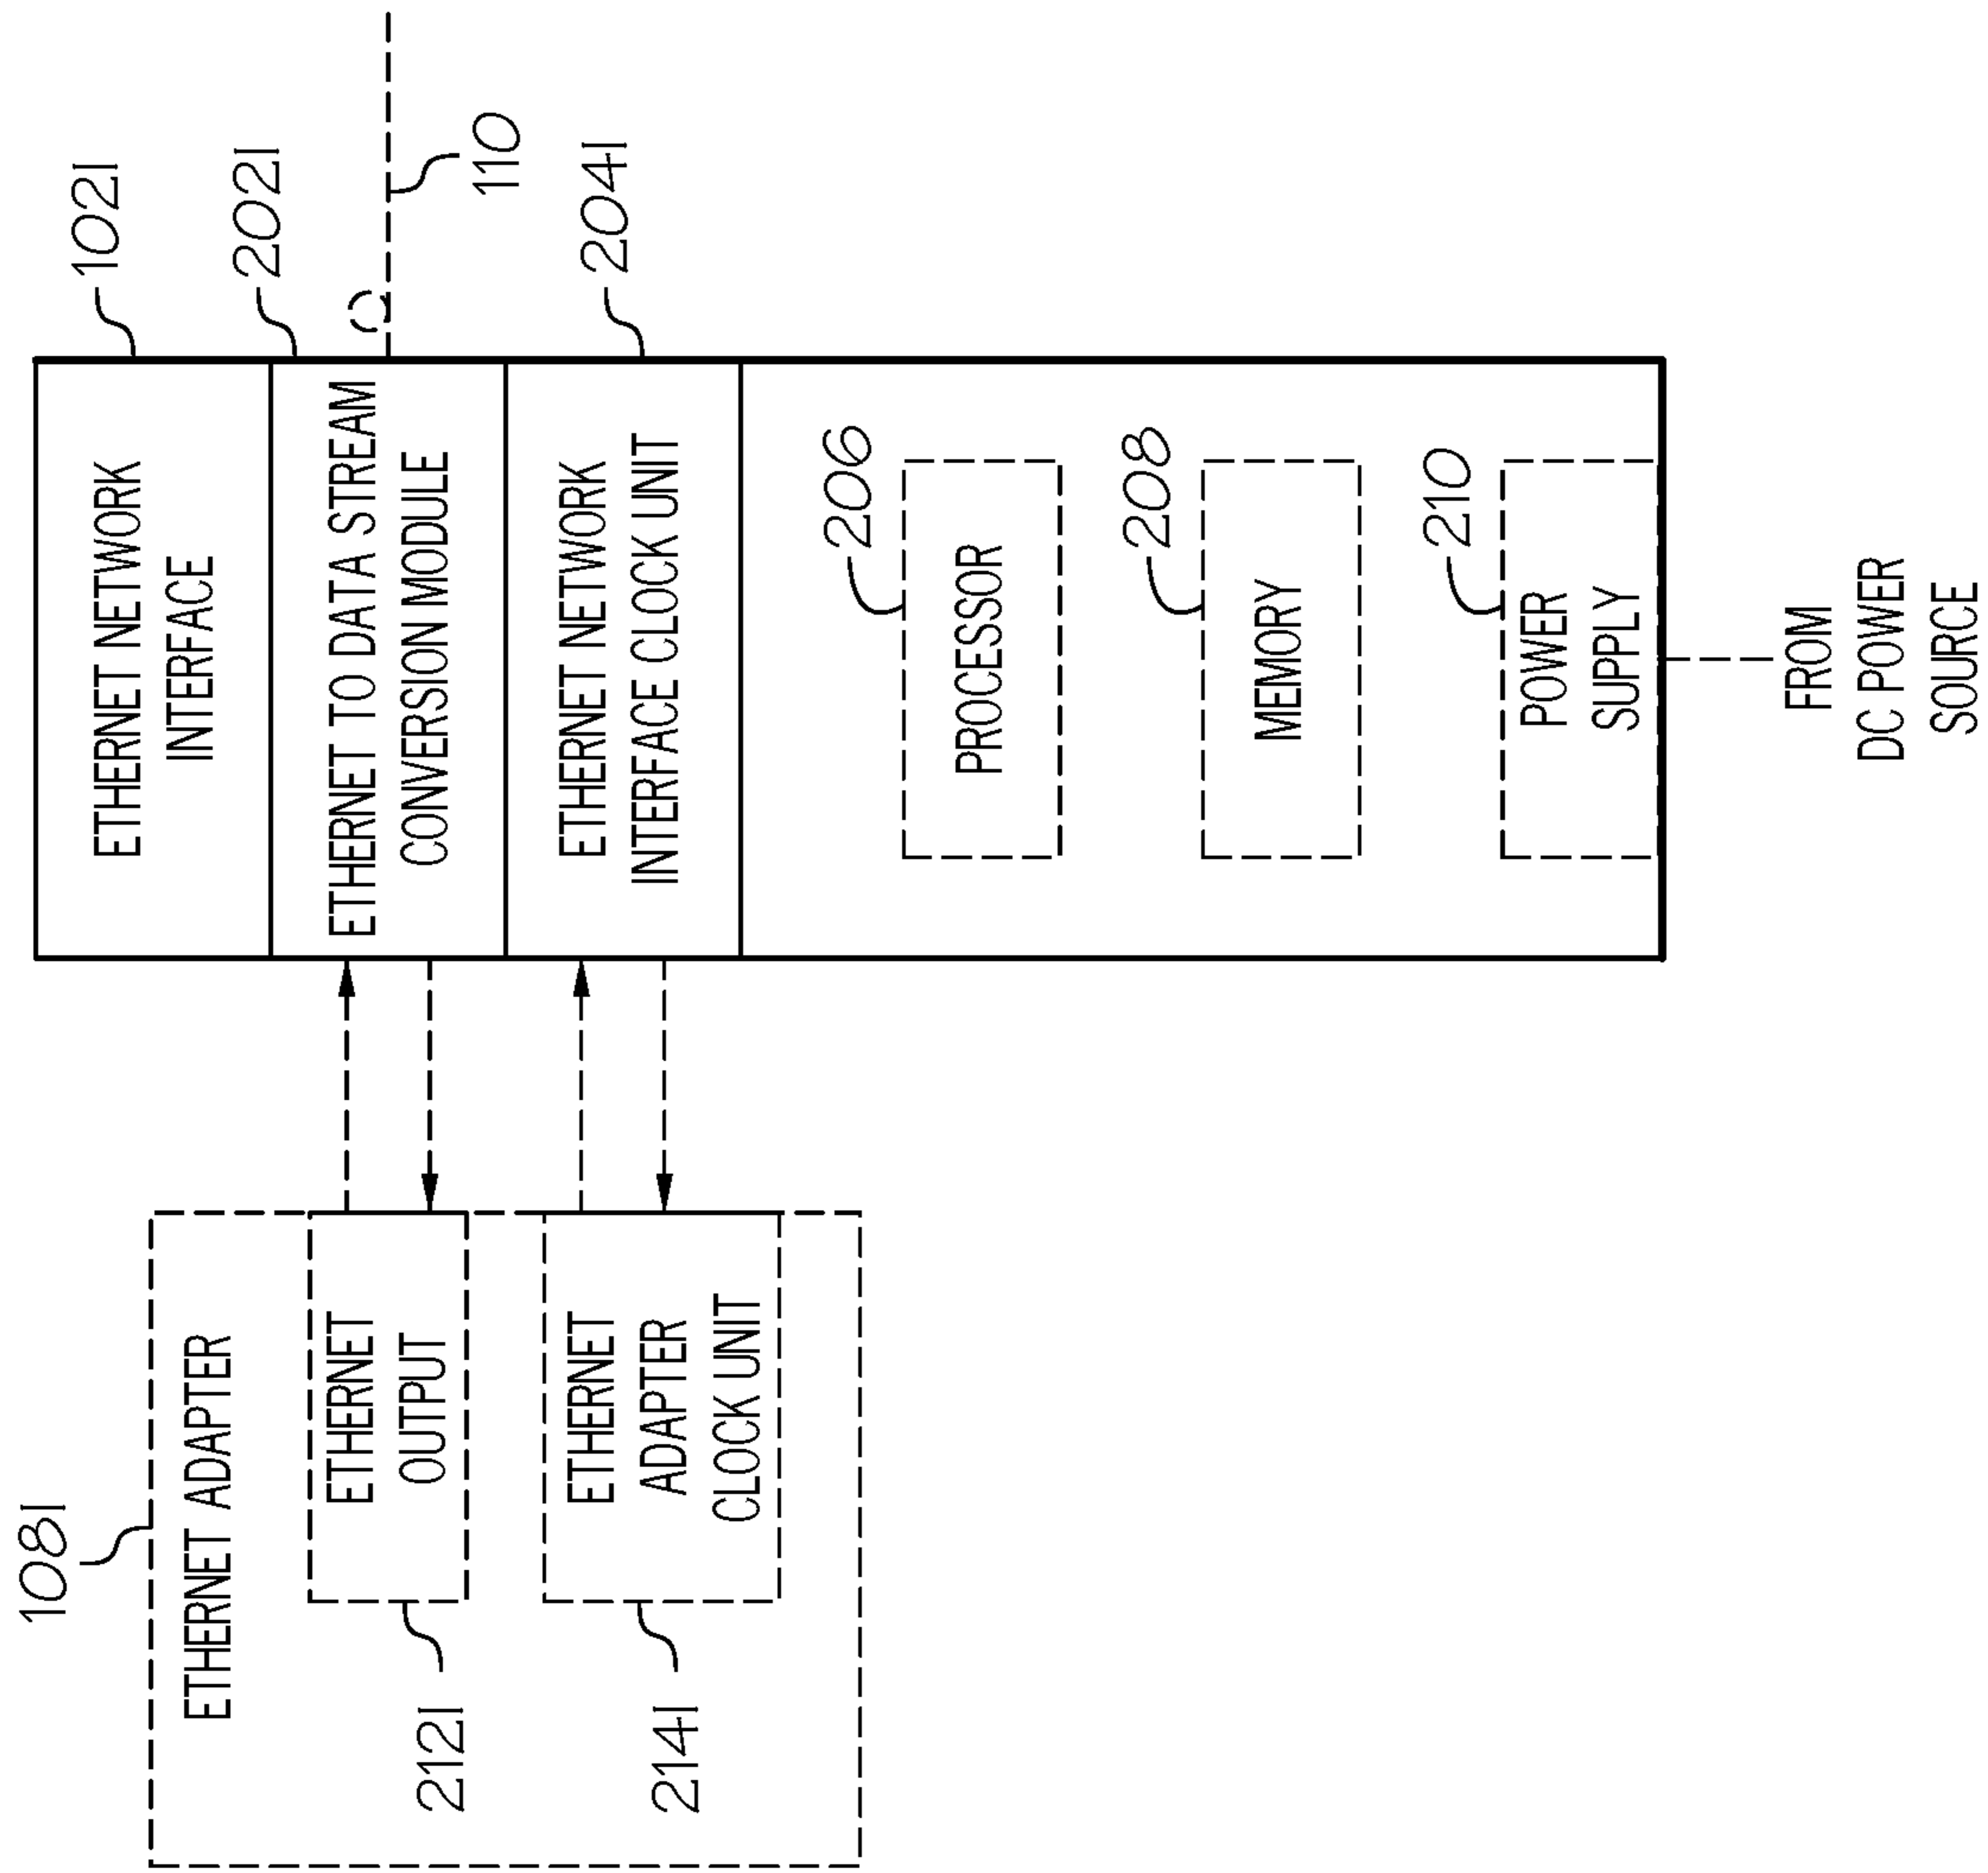 108I
ETHERNET ADAPTER
ETHERNET
OUTPUT
212I
ETHERNET
ADAPTER
CLOCK UNIT
214I
102I
ETHERNET NETWORK
INTERFACE
202I
ETHERNET TO DATA STREAM
CONVERSION MODULE
110
204I
ETHERNET NETWORK
INTERFACE CLOCK UNIT
206
PROCESSOR
208
MEMORY
210
POWER
SUPPLY
FROM
DC POWER
SOURCE